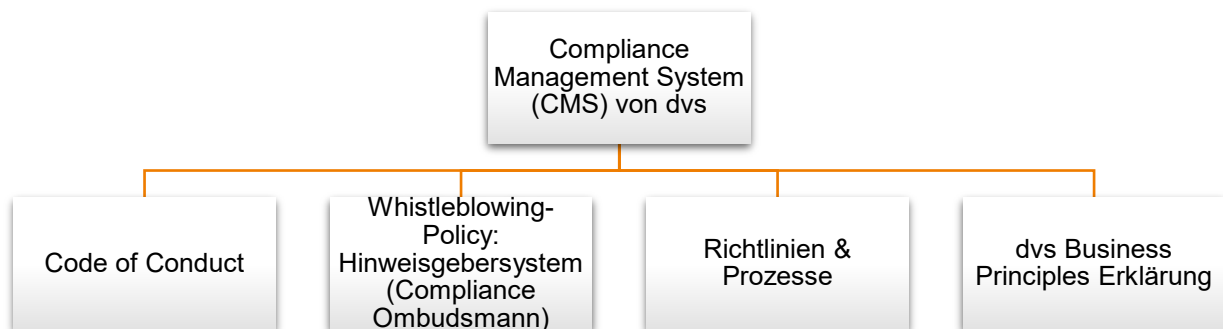 Compliance
Management System
(CMS) von dvs
Code of Conduct
Whistleblowing-
Policy:
Hinweisgebersystem
(Compliance
Ombudsmann)
Richtlinien &
Prozesse
dvs Business
Principles Erklärung